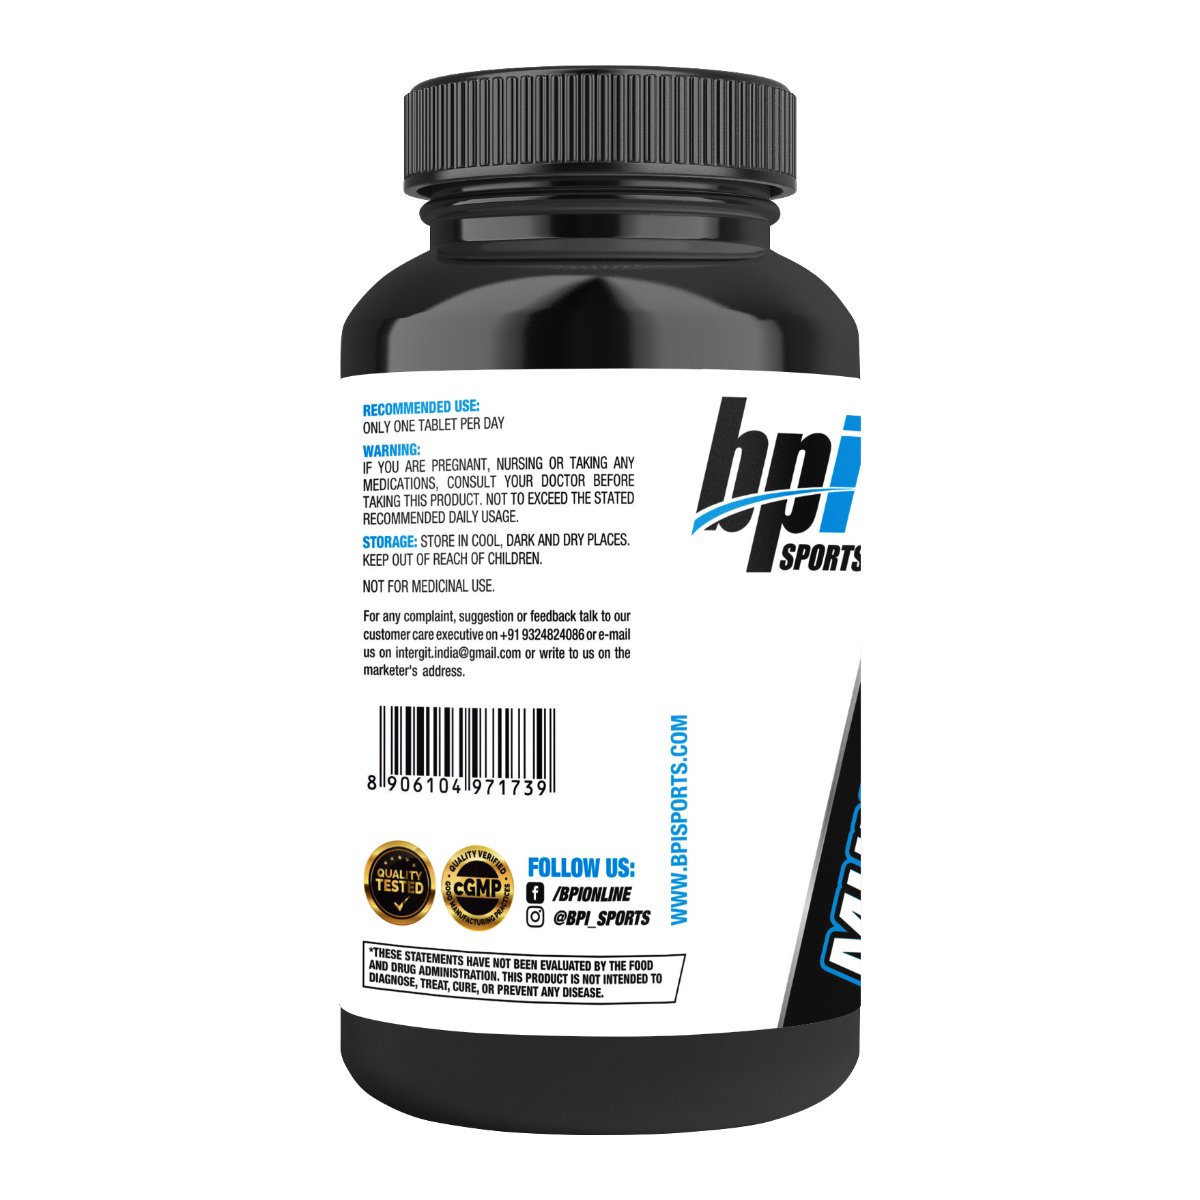 RECOMMENDED USE:
ONLY ONE TABLET PER DAY
WARNING:
IF YOU ARE PREGNANT, NURSING OR TAKING ANY
MEDICATIONS, CONSULT YOUR DOCTOR BEFORE
TAKING THIS PRODUCT. NOT TO EXCEED THE STATED
RECOMMENDED DAILY USAGE.
STORAGE: STORE IN COOL, DARK AND DRY PLACES.
KEEP OUT OF REACH OF CHILDREN.
NOT FOR MEDICINAL USE.
For any complaint, suggestion or feedback talk to our
customer care executive on +91 9324824086 or e-mail
us on intergit.india@gmail.com or write to us on the
marketer's address.
8 906104 971739
QUALITY
TESTED
QUALITY VERIFIED
cGMP
GOOD MANUFACTURING PRACTICES
FOLLOW US:
/BPIONLINE
@BPI_SPORTS
*THESE STATEMENTS HAVE NOT BEEN EVALUATED BY THE FOOD
AND DRUG ADMINISTRATION. THIS PRODUCT IS NOT INTENDED TO
DIAGNOSE, TREAT, CURE, OR PREVENT ANY DISEASE.
WWW.BPISPORTS.COM
bpi
SPORTS